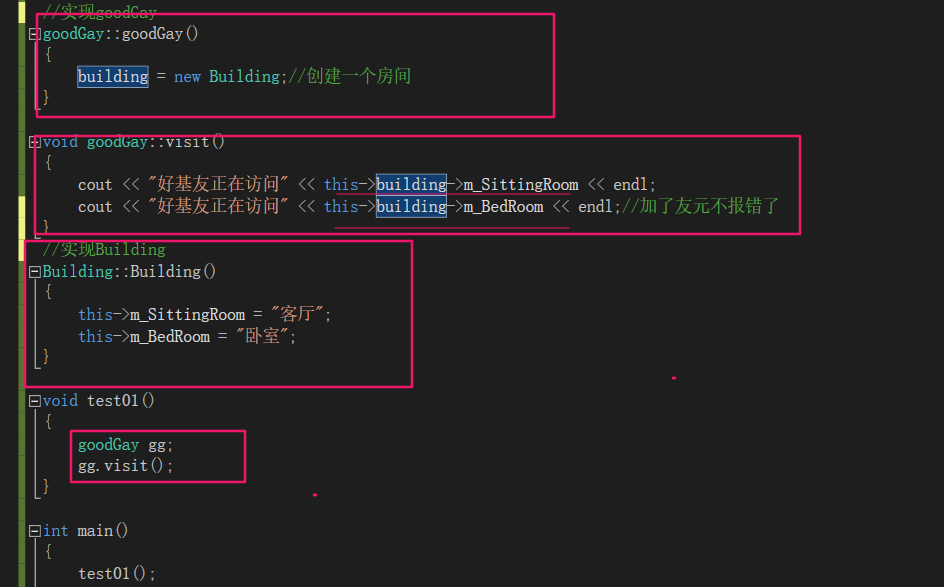 //实现goodGay
goodGay::goodGay()
{
building = new Building;//创建一个房间
}
void goodGay::visit()
{
cout << "好基友正在访问" << this->building->m_SittingRoom << endl;
cout << "好基友正在访问" << this->building->m_BedRoom << endl;//加了友元不报错了
}
//实现Building
Building::Building()
{
this->m_SittingRoom = "客厅";
this->m_BedRoom = "卧室";
}
void test01()
{
goodGay gg;
gg.visit();
}
int main()
{
test01();